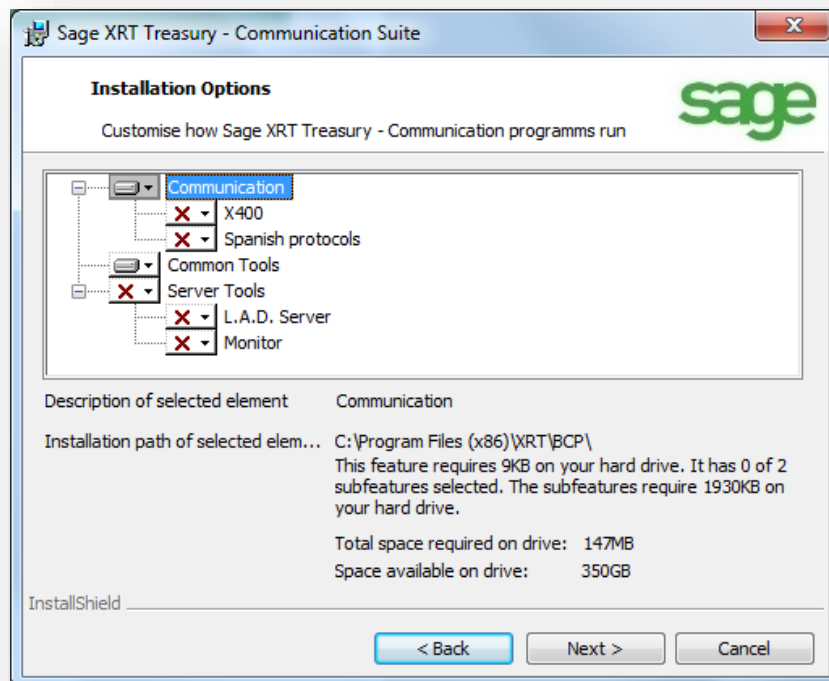 Sage XRT Treasury - Communication Suite
Installation Options
sage
Customise how Sage XRT Treasury - Communication programms run
Communication
X400
Spanish protocols
Common Tools
Server Tools
L.A.D. Server
Monitor
Description of selected element Communication
Installation path of selected elem... C:\Program Files (x86)\XRT\BCP\
This feature requires 9KB on your hard drive. It has 0 of 2
subfeatures selected. The subfeatures require 1930KB on
your hard drive.
Total space required on drive: 147MB
Space available on drive: 350GB
InstallShield
< Back Next > Cancel